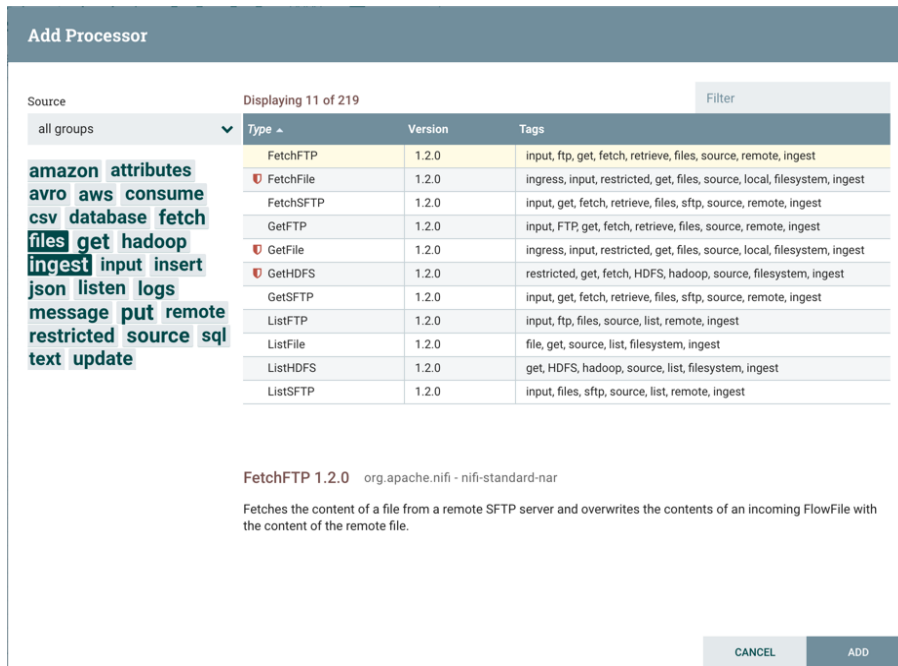 Add Processor
Source
all groups
amazon attributes
avro aws consume
csv database fetch
files get hadoop
ingest input insert
json listen logs
message put remote
restricted source sql
text update
Displaying 11 of 219
Filter
Type Version Tags
FetchFTP 1.2.0 input, ftp, get, fetch, retrieve, files, source, remote, ingest
FetchFile 1.2.0 ingress, input, restricted, get, files, source, local, filesystem, ingest
FetchSFTP 1.2.0 input, get, fetch, retrieve, files, sftp, source, remote, ingest
GetFTP 1.2.0 input, FTP, get, fetch, retrieve, files, source, remote, ingest
GetFile 1.2.0 ingress, input, restricted, get, files, source, local, filesystem, ingest
GetHDFS 1.2.0 restricted, get, fetch, HDFS, hadoop, source, filesystem, ingest
GetSFTP 1.2.0 input, get, fetch, retrieve, files, sftp, source, remote, ingest
ListFTP 1.2.0 input, ftp, files, source, list, remote, ingest
ListFile 1.2.0 file, get, source, list, filesystem, ingest
ListHDFS 1.2.0 get, HDFS, hadoop, source, list, filesystem, ingest
ListSFTP 1.2.0 input, files, sftp, source, list, remote, ingest
FetchFTP 1.2.0 org.apache.nifi - nifi-standard-nar
Fetches the content of a file from a remote SFTP server and overwrites the contents of an incoming FlowFile with
the content of the remote file.
CANCEL ADD